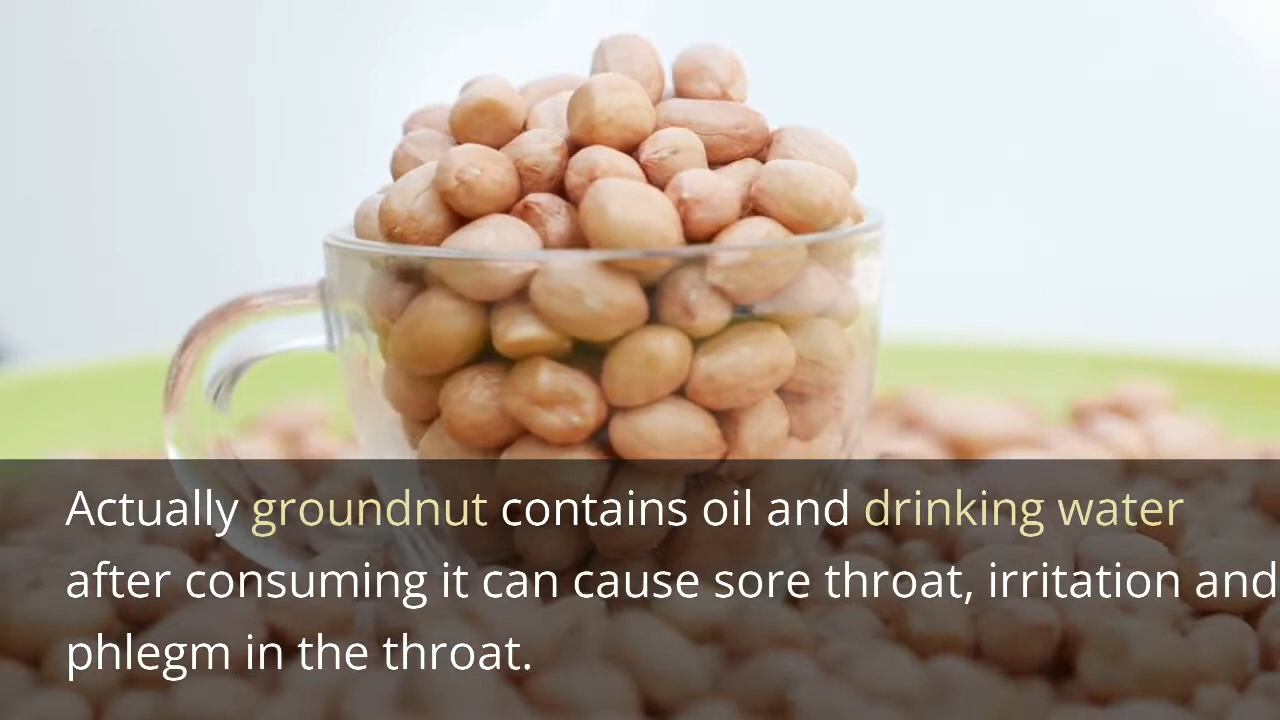 Actually groundnut contains oil and drinking water
after consuming it can cause sore throat, irritation and
phlegm in the throat.